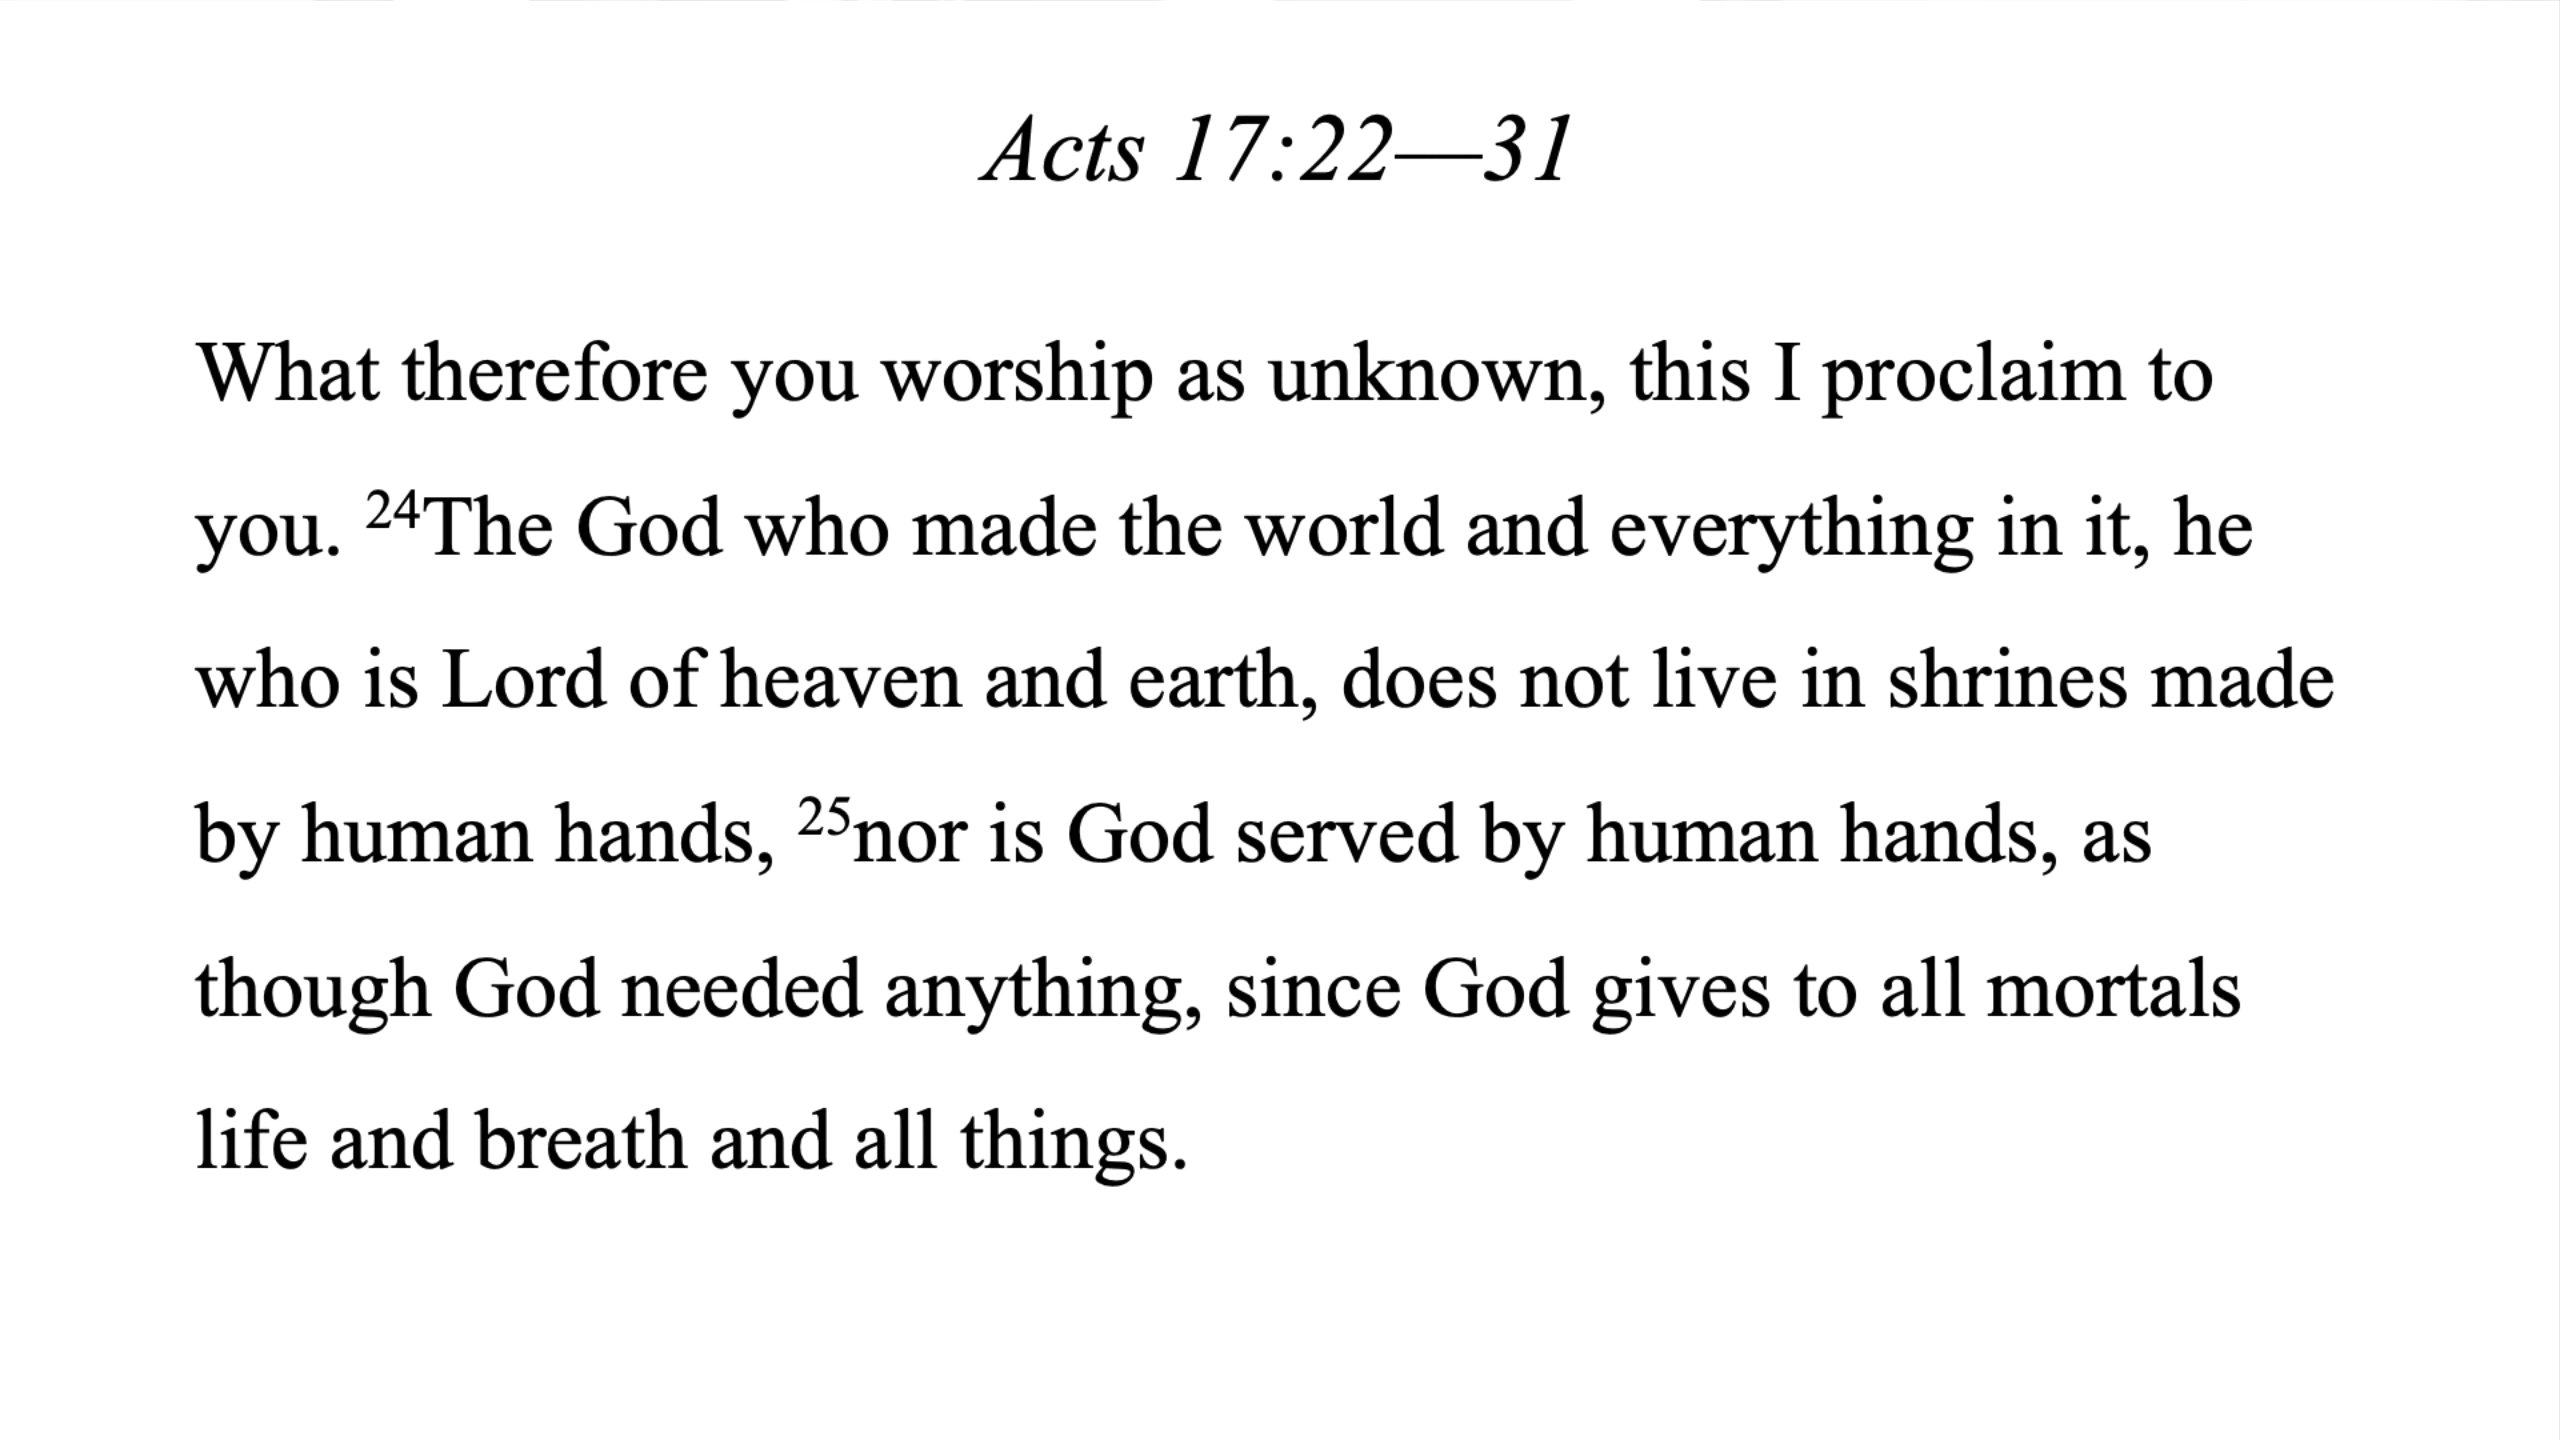 Acts 17:22—31
What therefore you worship as unknown, this I proclaim to
you. ²⁴The God who made the world and everything in it, he
who is Lord of heaven and earth, does not live in shrines made
by human hands, ²⁵nor is God served by human hands, as
though God needed anything, since God gives to all mortals
life and breath and all things.